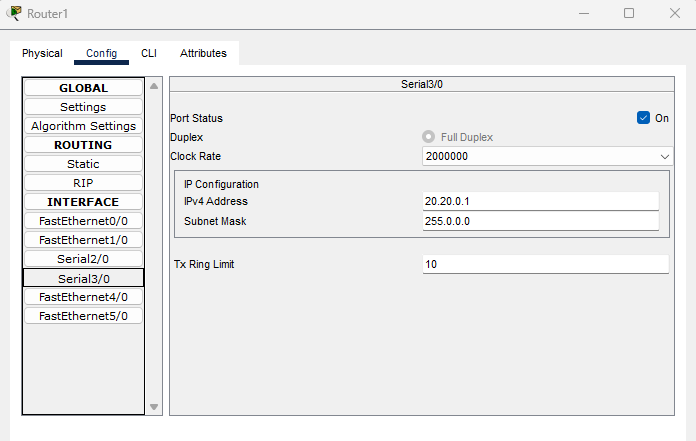 Router1
Physical Config CLI Attributes
GLOBAL
Settings
Algorithm Settings
ROUTING
Static
RIP
INTERFACE
FastEthernet0/0
FastEthernet1/0
Serial2/0
Serial3/0
FastEthernet4/0
FastEthernet5/0
Serial3/0
Port Status On
Duplex Full Duplex
Clock Rate 2000000
IP Configuration
IPv4 Address 20.20.0.1
Subnet Mask 255.0.0.0
Tx Ring Limit 10